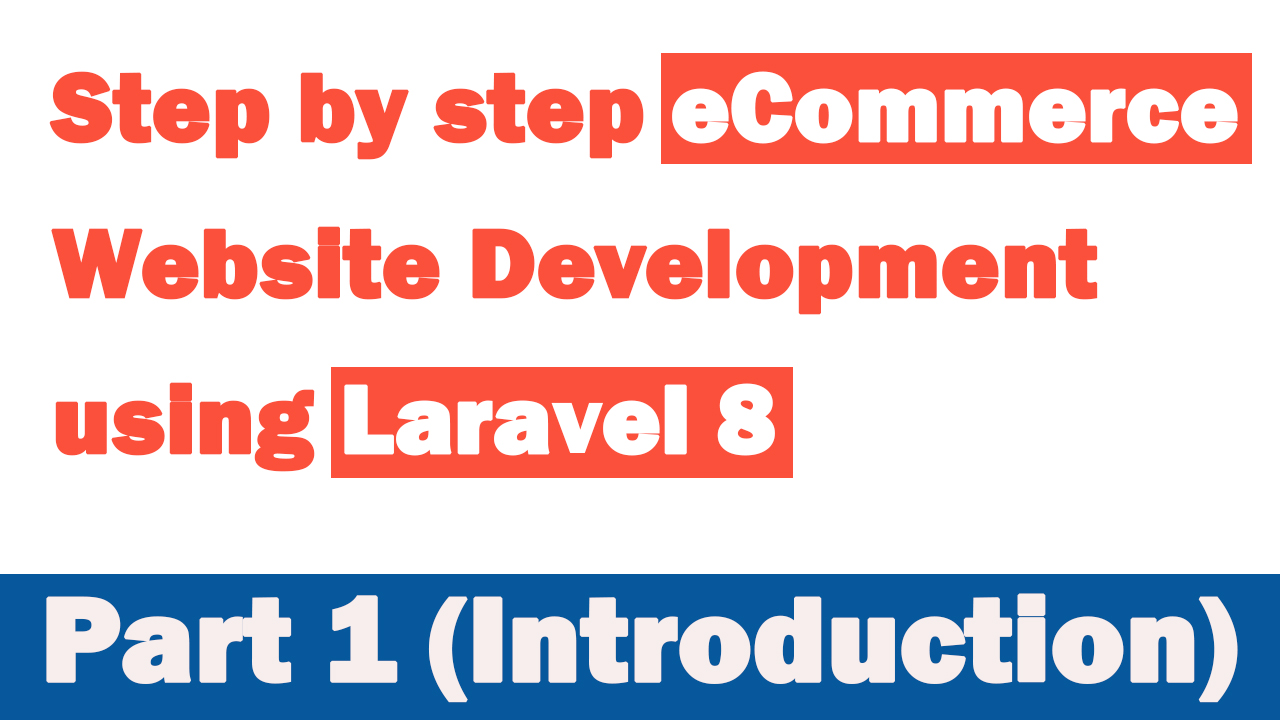 Step by step eCommerce
Website Development
using Laravel 8
Part 1 (Introduction)